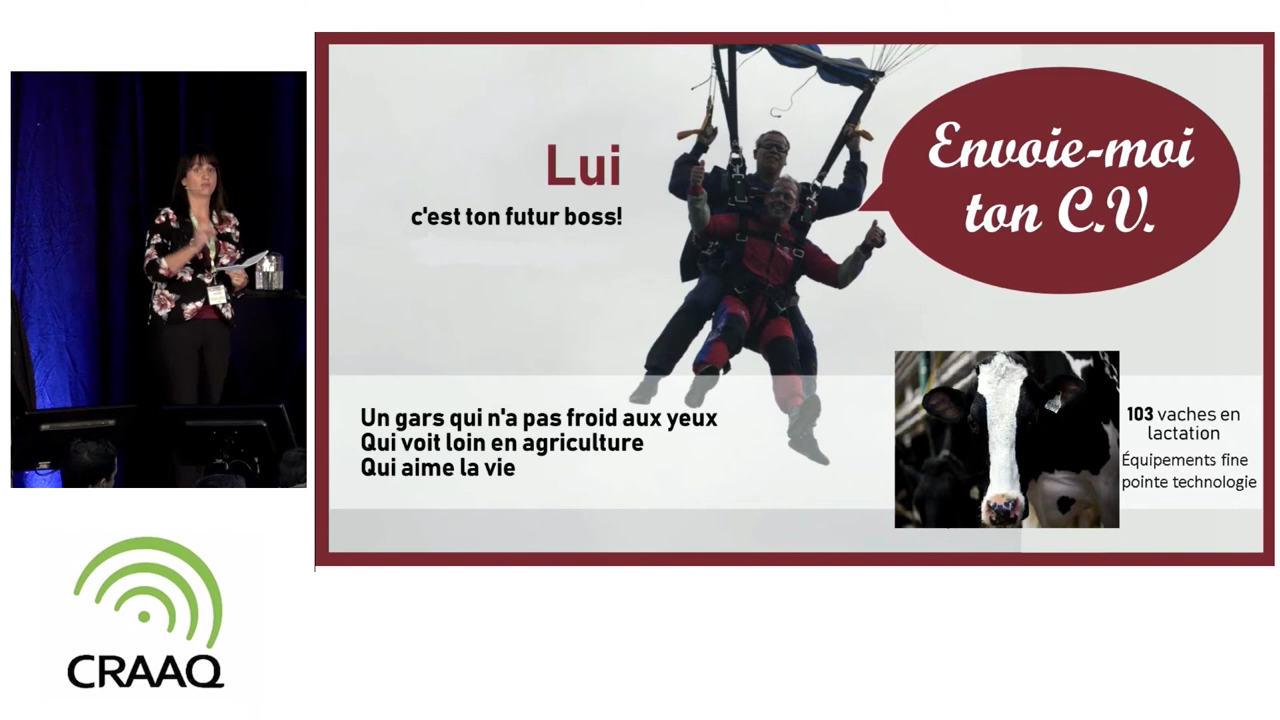 Lui
c'est ton futur boss!
Envoie-moi
ton C.V.
Un gars qui n'a pas froid aux yeux
Qui voit loin en agriculture
Qui aime la vie
103 vaches en
lactation
Équipements fine
pointe technologie
CRAAQ